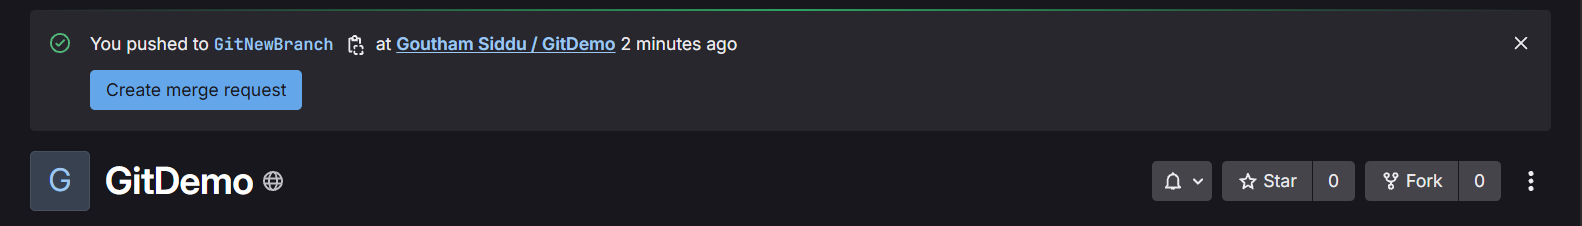 You pushed to GitNewBranch at Goutham Siddu / GitDemo 2 minutes ago
Create merge request
G GitDemo Star 0 Fork 0